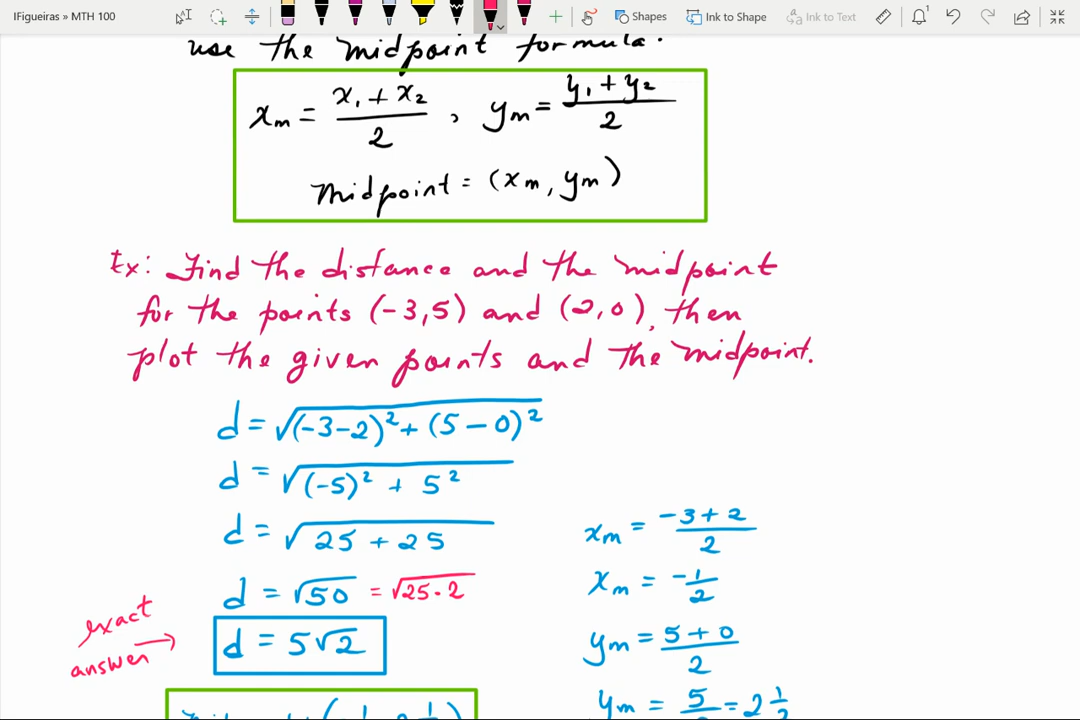 IFigueiras » MTH 100
Shapes
Ink to Shape
Ink to Text
use the midpoint formula.
xₘ = (x₁ + x₂)/2 , yₘ = (y₁ + y₂)/2
midpoint = (xₘ, yₘ)
Ex: Find the distance and the midpoint
for the points (-3,5) and (2,0), then
plot the given points and the midpoint.
d = √((-3-2)² + (5-0)²)
d = √((-5)² + 5²)
d = √(25 + 25)
d = √50 = √(25·2)
exact
answer →
d = 5√2
xₘ = (-3+2)/2
xₘ = -1/2
yₘ = (5+0)/2
yₘ = 5/ = 2 1/